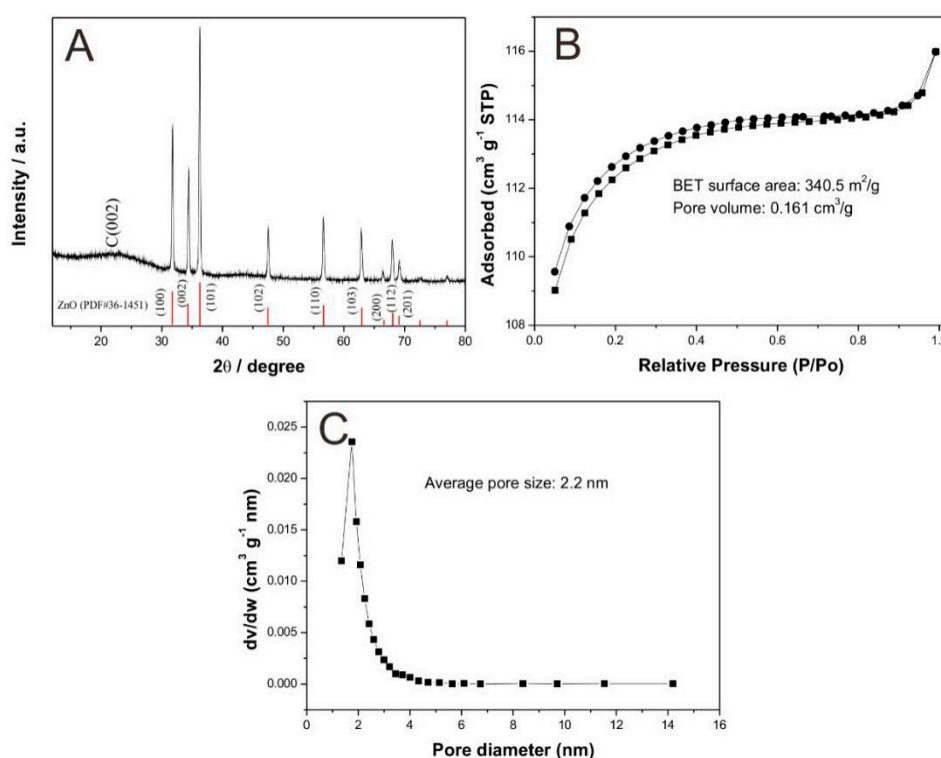 A
Intensity / a.u.
C(002)
ZnO (PDF#36-1451)
(100)
(002)
(101)
(102)
(110)
(103)
(200)
(112)
(201)
20 30 40 50 60 70 80
2θ / degree
B
Adsorbed (cm³ g⁻¹ STP)
116
114
112
110
108
BET surface area: 340.5 m²/g
Pore volume: 0.161 cm³/g
0.0 0.2 0.4 0.6 0.8 1.0
Relative Pressure (P/Po)
C
dv/dw (cm³ g⁻¹ nm)
0.025
0.020
0.015
0.010
0.005
0.000
Average pore size: 2.2 nm
0 2 4 6 8 10 12 14 16
Pore diameter (nm)